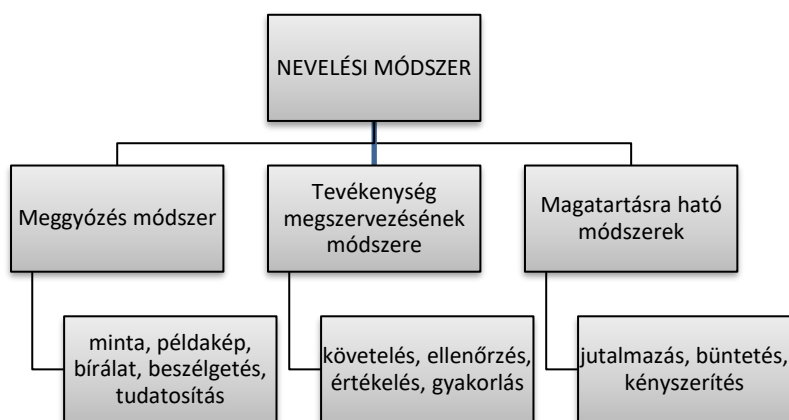 NEVELÉSI MÓDSZER
Meggyózés módszer
Tevékenység
megszervezésének
módszere
Magatartásra ható
módszerek
minta, példakép,
bírálat, beszélgetés,
tudatosítás
követelés, ellenőrzés,
értékelés, gyakorlás
jutalmazás, büntetés,
kényszerítés